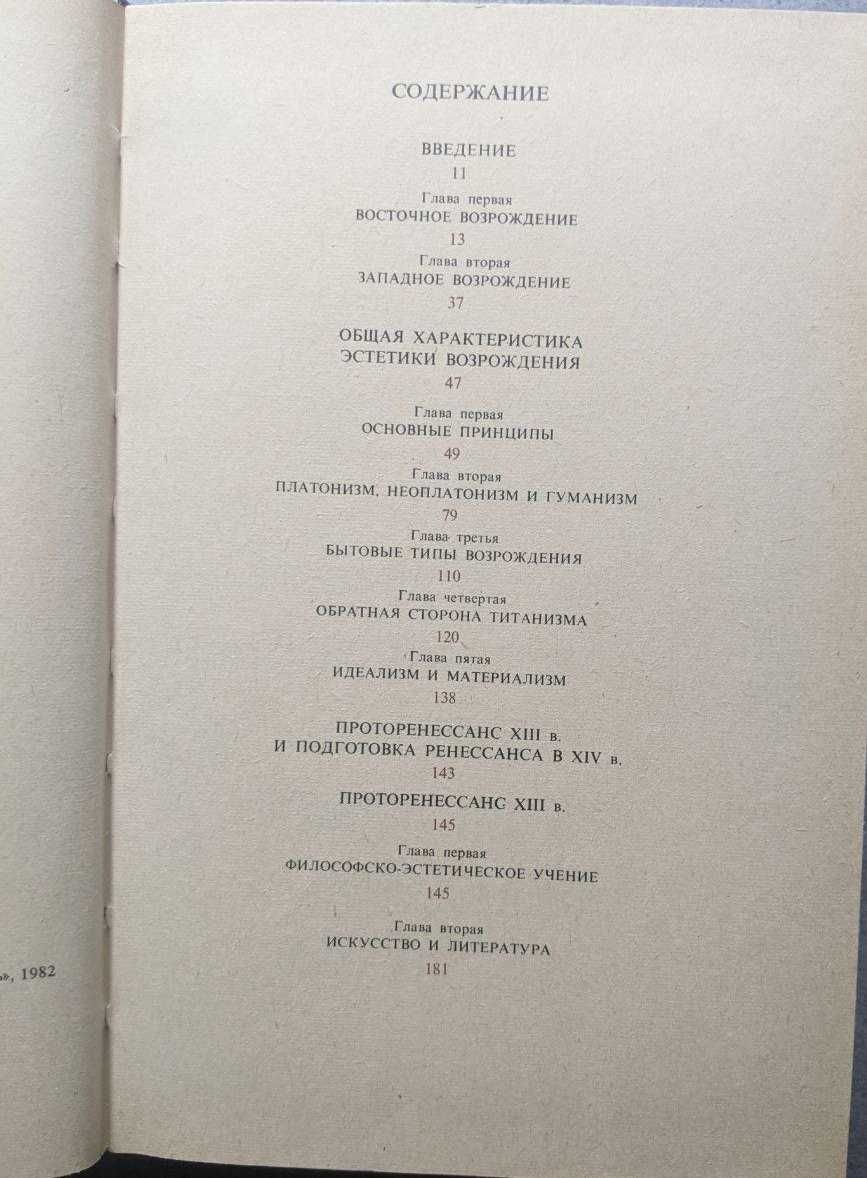 СОДЕРЖАНИЕ
ВВЕДЕНИЕ
11
Глава первая
ВОСТОЧНОЕ ВОЗРОЖДЕНИЕ
13
Глава вторая
ЗАПАДНОЕ ВОЗРОЖДЕНИЕ
37
ОБЩАЯ ХАРАКТЕРИСТИКА
ЭСТЕТИКИ ВОЗРОЖДЕНИЯ
47
Глава первая
ОСНОВНЫЕ ПРИНЦИПЫ
49
Глава вторая
ПЛАТОНИЗМ, НЕОПЛАТОНИЗМ И ГУМАНИЗМ
79
Глава третья
БЫТОВЫЕ ТИПЫ ВОЗРОЖДЕНИЯ
110
Глава четвертая
ОБРАТНАЯ СТОРОНА ТИТАНИЗМА
120
Глава пятая
ИДЕАЛИЗМ И МАТЕРИАЛИЗМ
138
ПРОТОРЕНЕССАНС XIII в.
И ПОДГОТОВКА РЕНЕССАНСА В XIV в.
143
ПРОТОРЕНЕССАНС XIII в.
145
Глава первая
ФИЛОСОФСКО-ЭСТЕТИЧЕСКОЕ УЧЕНИЕ
145
Глава вторая
ИСКУССТВО И ЛИТЕРАТУРА
181
ь», 1982